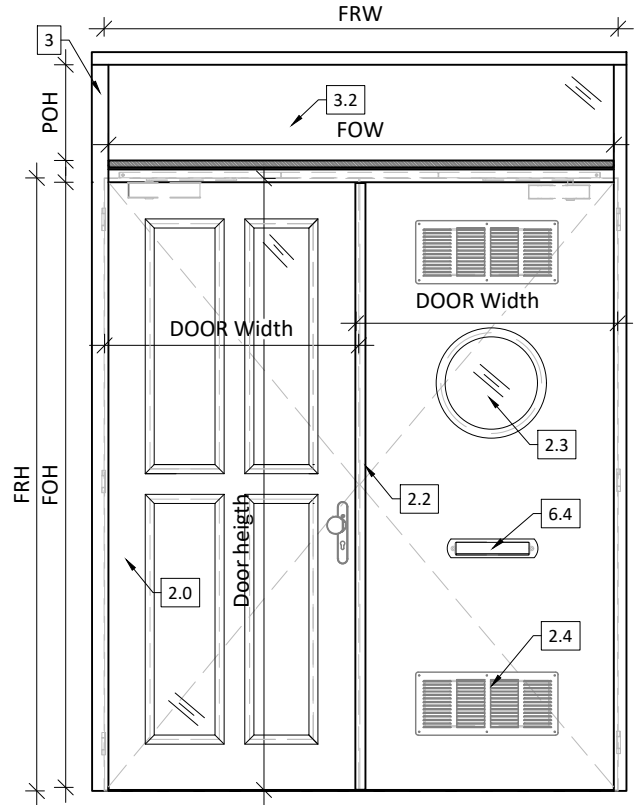 FRW
3
3.2
POH
FOW
DOOR Width
DOOR Width
2.3
2.2
6.4
FRH
FOH
Door heigth
2.0
2.4